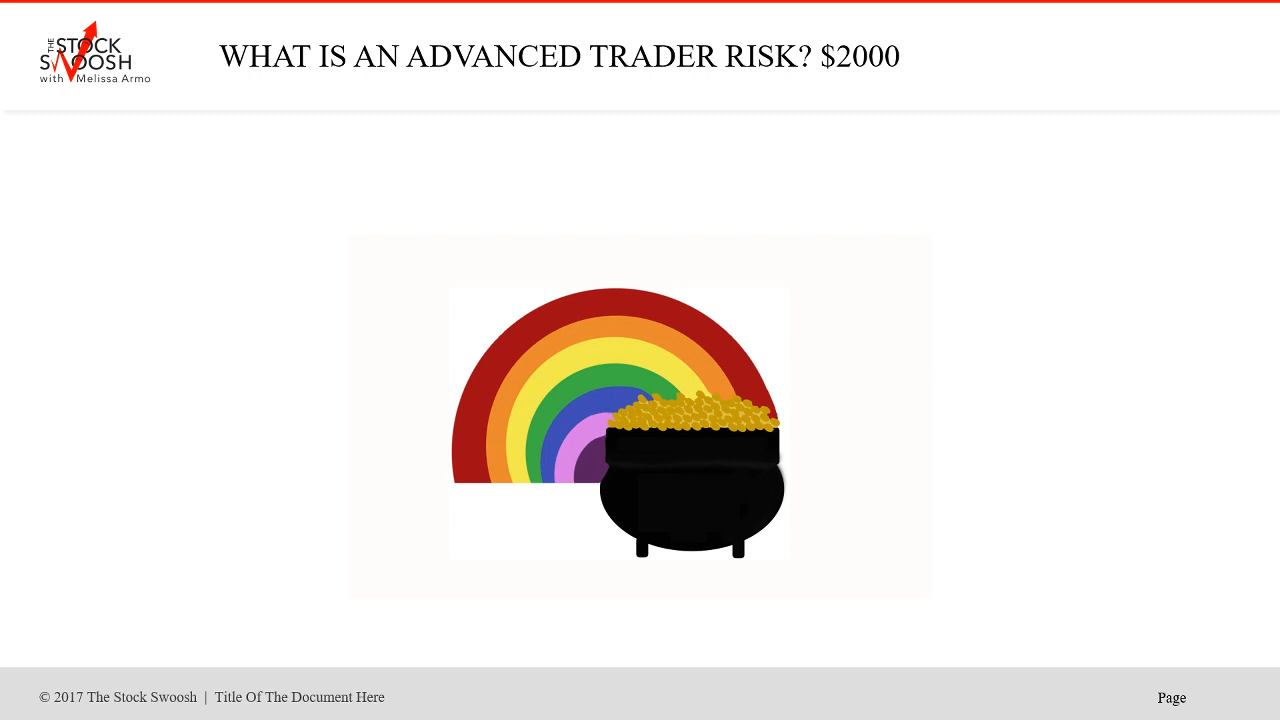 THE
STOCK
SWOOSH
with Melissa Armo
WHAT IS AN ADVANCED TRADER RISK? $2000
© 2017 The Stock Swoosh | Title Of The Document Here
Page